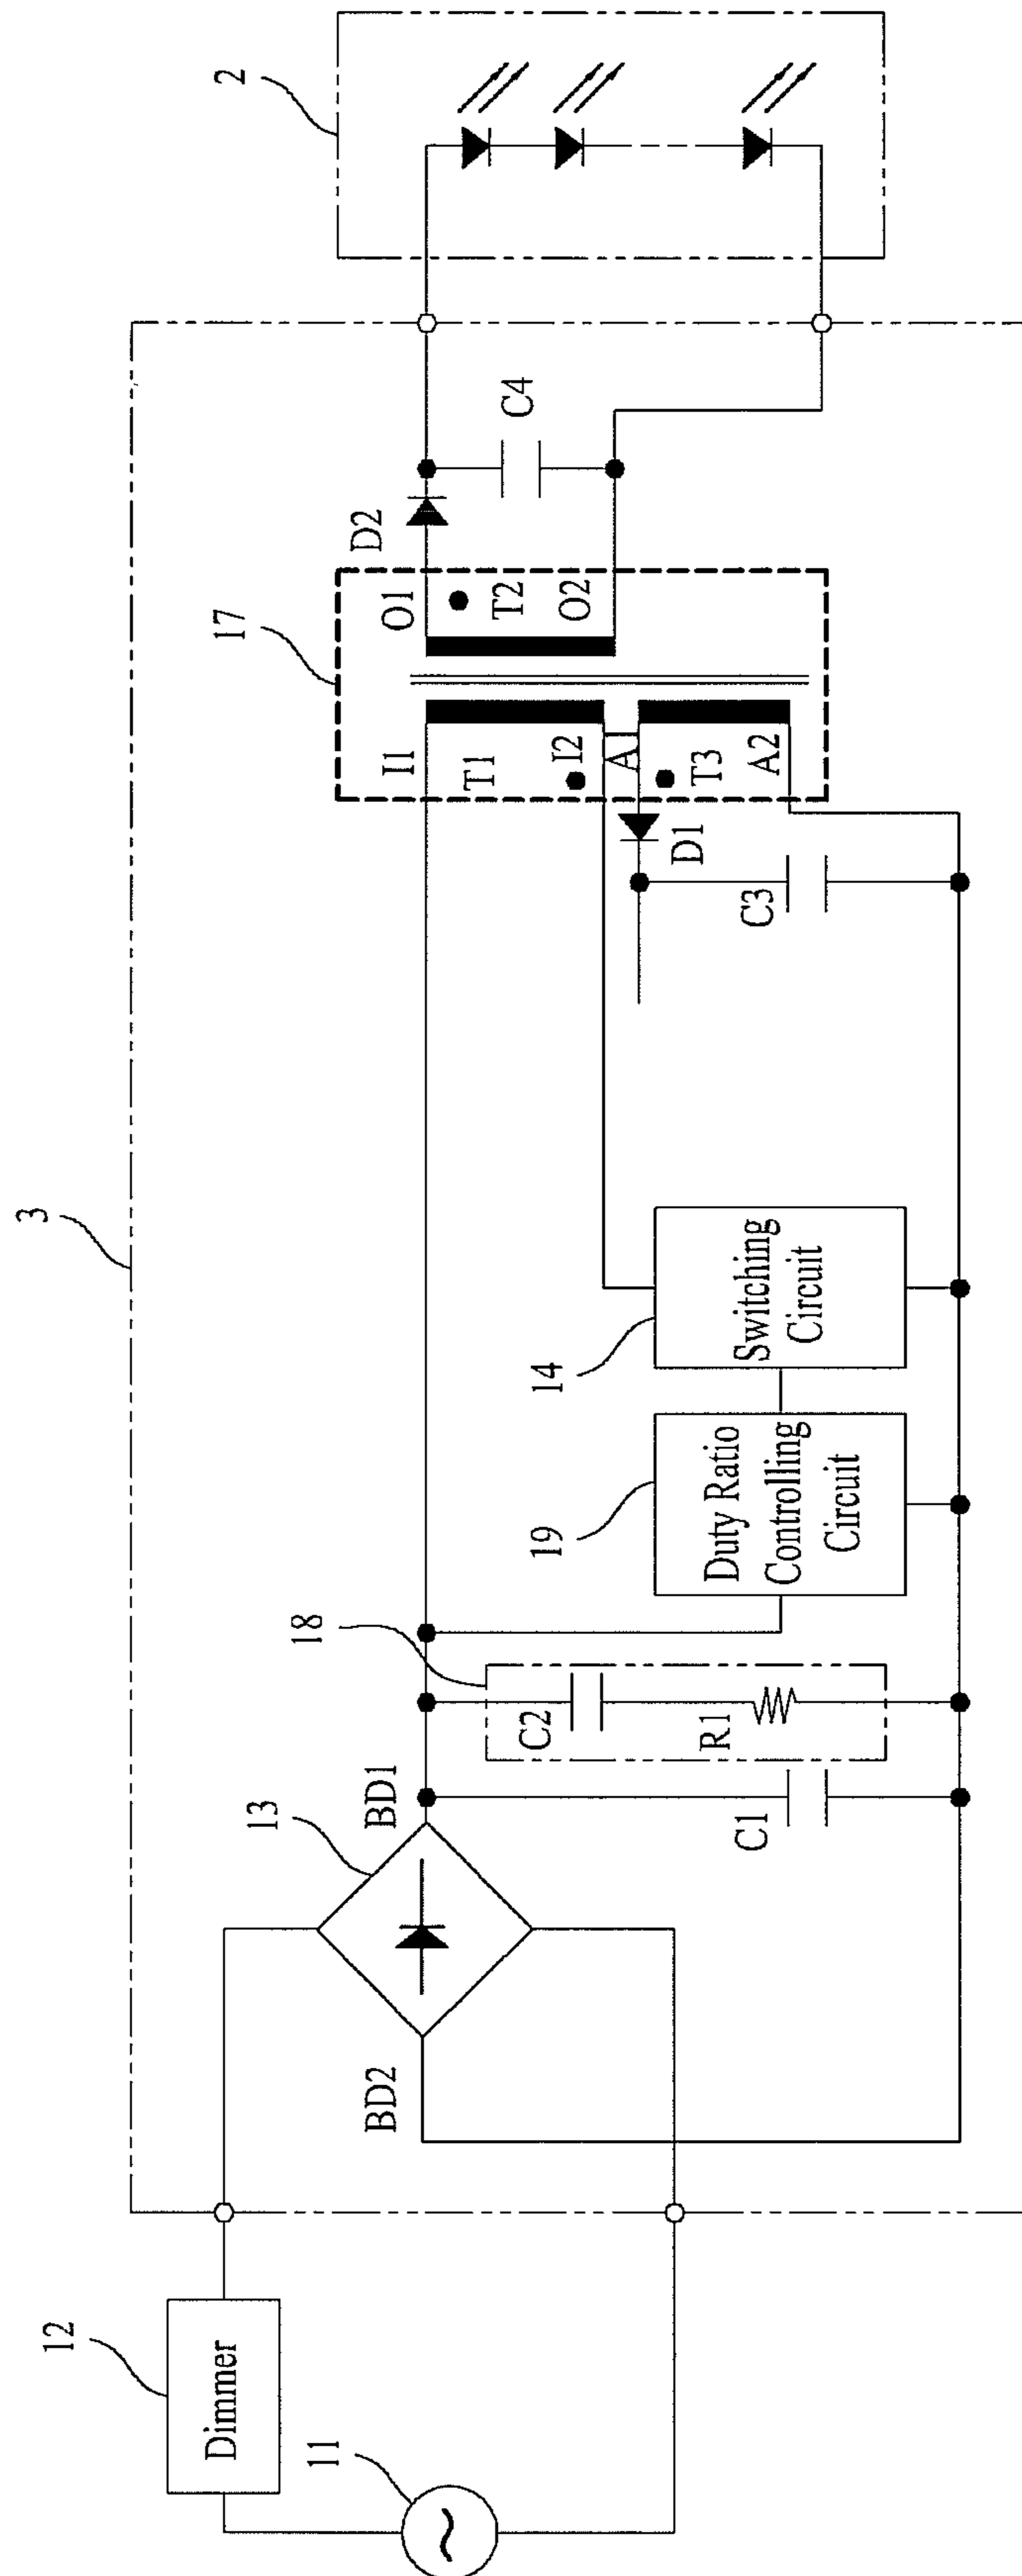 3
2
17
12
11
13
18
19
14
Dimmer
BD1
BD2
C2
R1
C1
Duty Ratio
Controlling
Circuit
Switching
Circuit
I1
T1
I2
A
T3
A2
D1
C3
O1
T2
O2
D2
C4